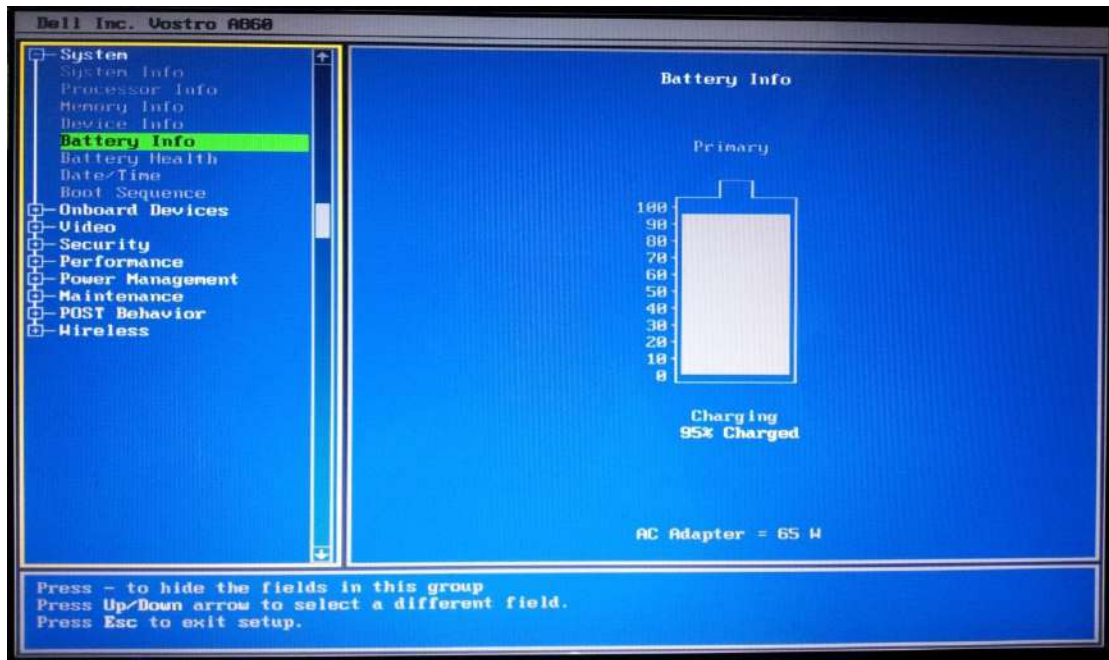 Dell Inc. Vostro A860
System
System Info
Processor Info
Memory Info
Device Info
Battery Info
Battery Health
Date/Time
Boot Sequence
Onboard Devices
Video
Security
Performance
Power Management
Maintenance
POST Behavior
Wireless
Battery Info
Primary
100
90
80
70
60
50
40
30
20
10
0
Charging
95% Charged
AC Adapter = 65 W
Press - to hide the fields in this group
Press Up/Down arrow to select a different field.
Press Esc to exit setup.